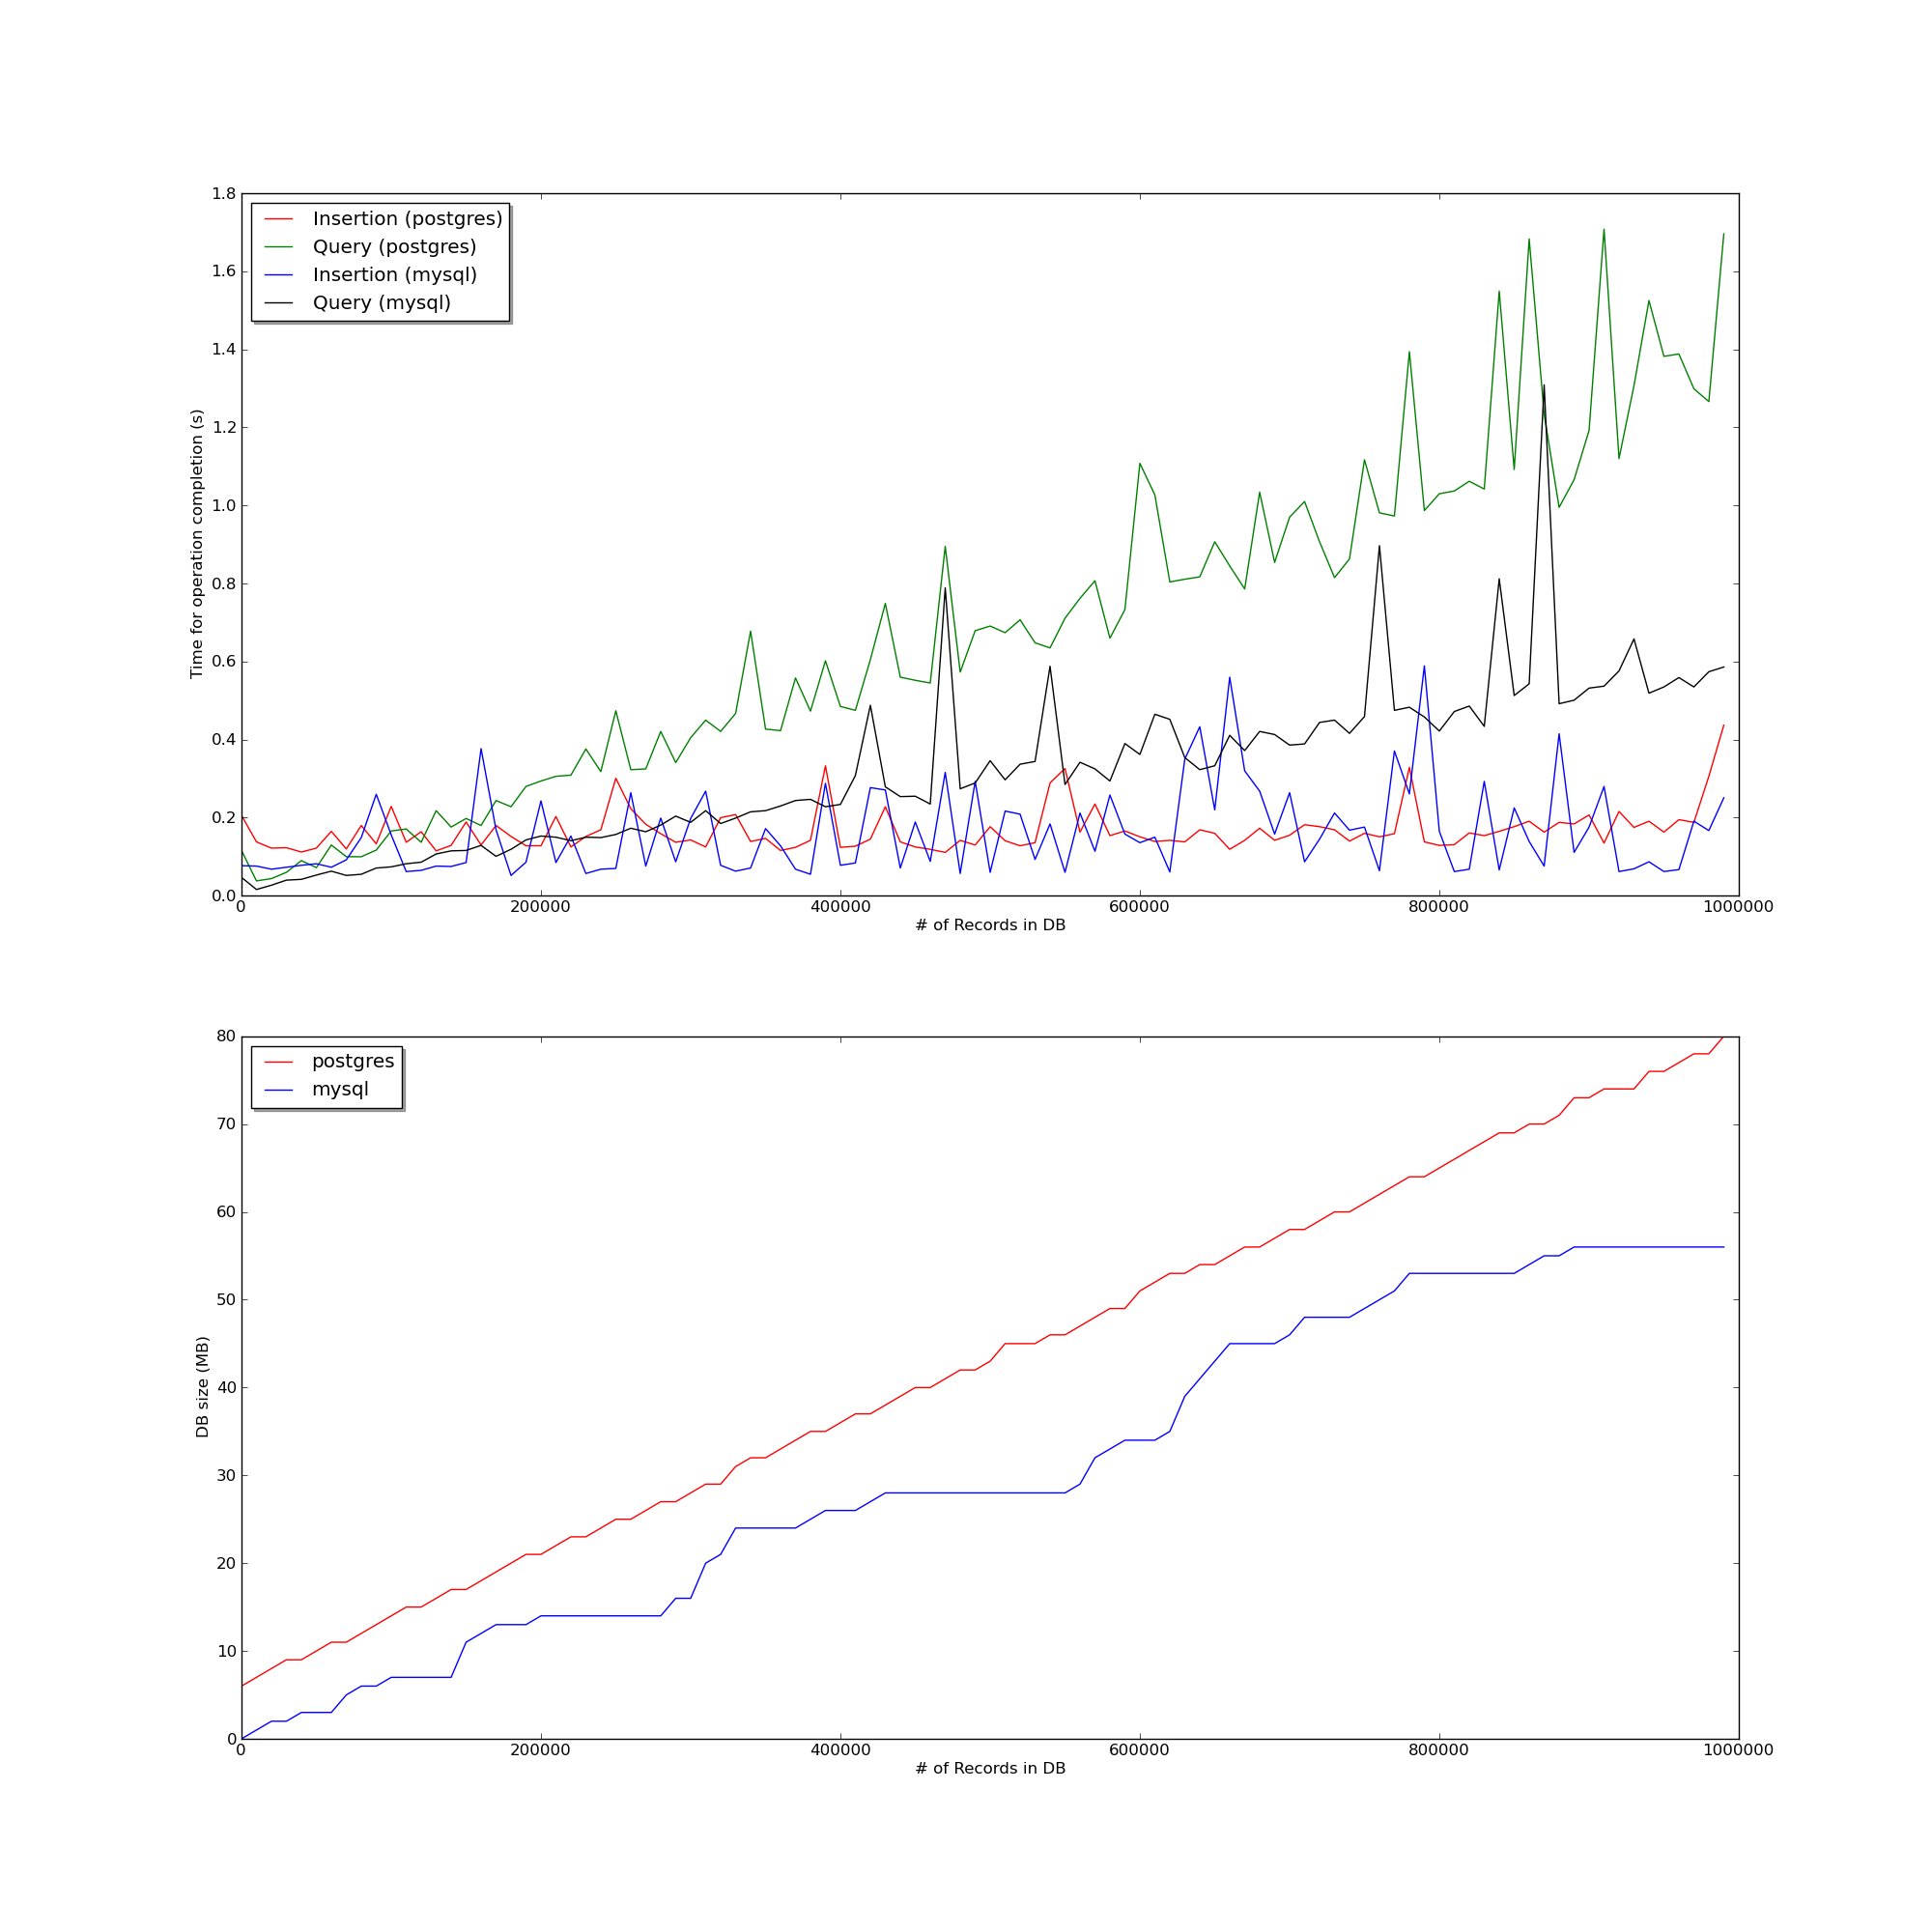 1.8
1.6
1.4
1.2
1.0
0.8
0.6
0.4
0.2
0.0
Time for operation completion (s)
Insertion (postgres)
Query (postgres)
Insertion (mysql)
Query (mysql)
0 200000 400000 600000 800000 1000000
# of Records in DB
80
70
60
50
40
30
20
10
0
DB size (MB)
postgres
mysql
0 200000 400000 600000 800000 1000000
# of Records in DB